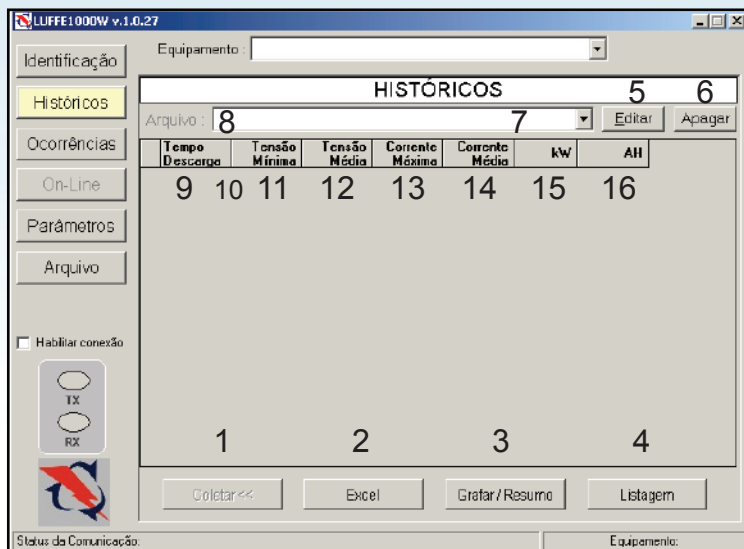 LUFFE1000W v.1.0.27
Equipamento :
Identificação
Históricos
Ocorrências
On-Line
Parâmetros
Arquivo
HISTÓRICOS 5 6
Arquivo : 8 7 Editar Apagar
Tempo Descarga Tensão Mínima Tensão Média Corrente Máxima Corrente Média kW AH
9 10 11 12 13 14 15 16
Habilitar conexão
TX
RX
1 2 3 4
Coletar<< Excel Grafar / Resumo Listagem
Status da Comunicação: Equipamento: